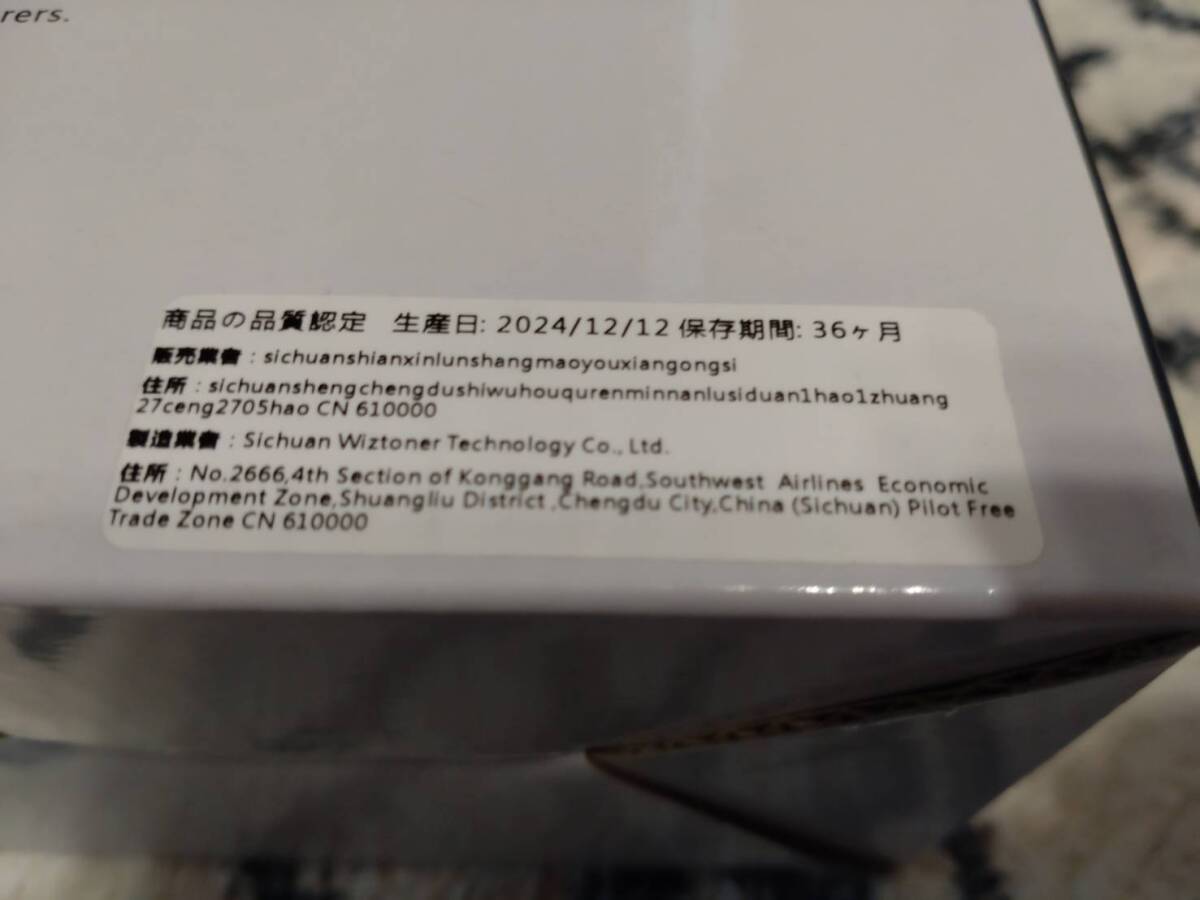 rers.
商品の品質認定 生産日: 2024/12/12 保存期間: 36ヶ月
販売業者 : sichuanshianxinlunshangmaoyouxiangongsi
住所 : sichuanshengchengdushiwuhouqurenminnanlusiduan1hao1zhuang
27ceng2705hao CN 610000
製造業者 : Sichuan Wiztoner Technology Co., Ltd.
住所 : No.2666,4th Section of Konggang Road,Southwest Airlines Economic
Development Zone,Shuangliu District ,Chengdu City,China (Sichuan) Pilot Free
Trade Zone CN 610000